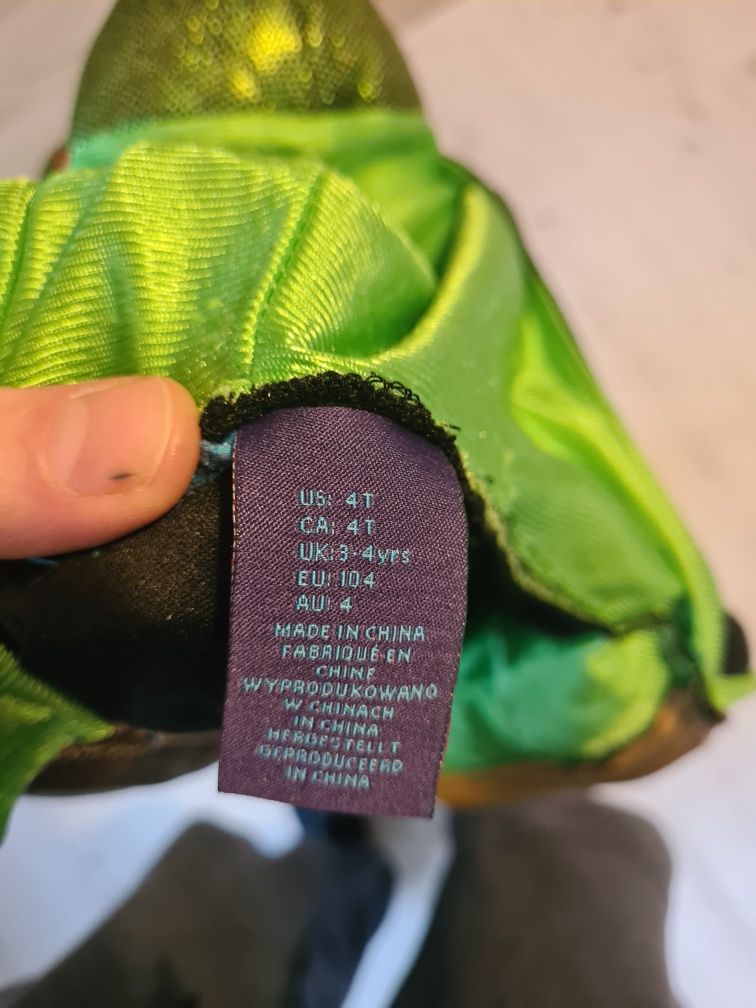 US: 4T
CA: 4T
UK: 3-4yrs
EU: 104
AU: 4
MADE IN CHINA
FABRIQUÉ EN
CHINE
WYPRODUKOWANO
W CHINACH
IN CHINA
HERGESTELLT
GEPRODUCEERD
IN CHINA